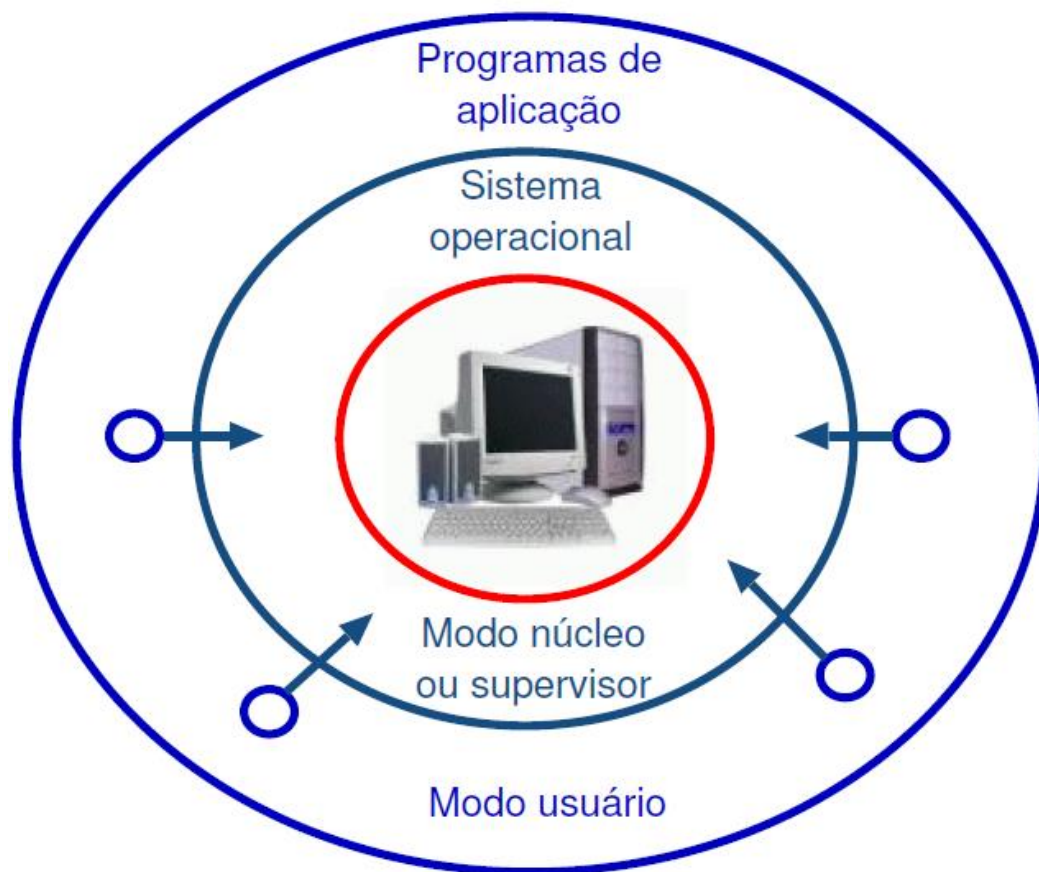 Programas de
aplicação
Sistema
operacional
Modo núcleo
ou supervisor
Modo usuário